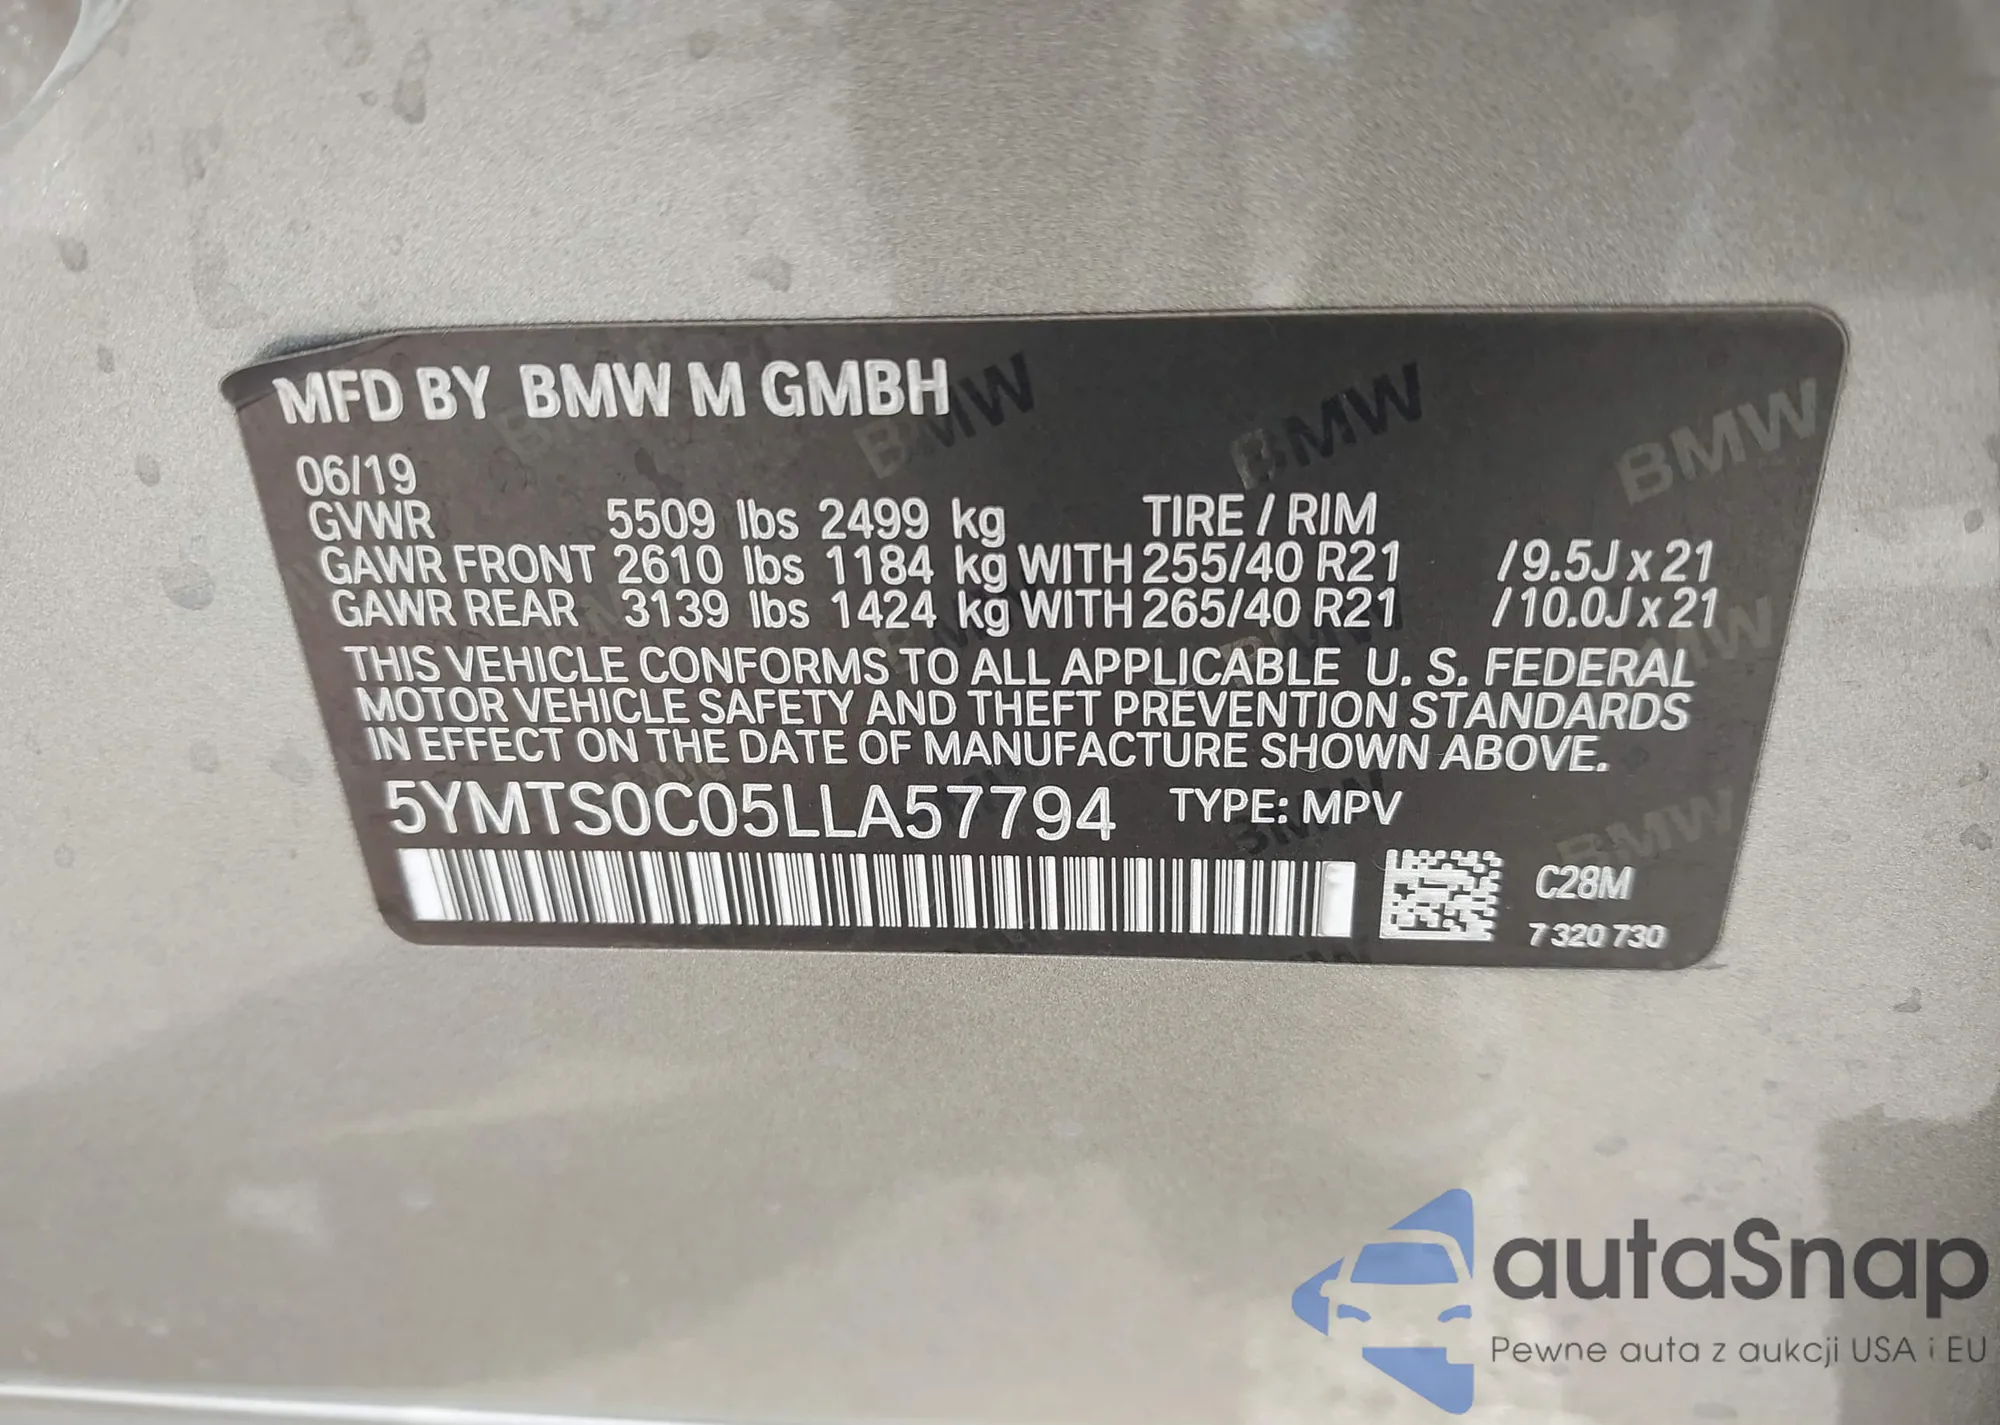 MFD BY BMW M GMBH
06/19
GVWR 5509 lbs 2499 kg TIRE / RIM
GAWR FRONT 2610 lbs 1184 kg WITH 255/40 R21 /9.5J x 21
GAWR REAR 3139 lbs 1424 kg WITH 265/40 R21 /10.0J x 21
THIS VEHICLE CONFORMS TO ALL APPLICABLE U. S. FEDERAL
MOTOR VEHICLE SAFETY AND THEFT PREVENTION STANDARDS
IN EFFECT ON THE DATE OF MANUFACTURE SHOWN ABOVE.
5YMTS0C05LLA57794 TYPE: MPV
C28M
7 320 730
autaSnap
Pewne auta z aukcji USA i EU